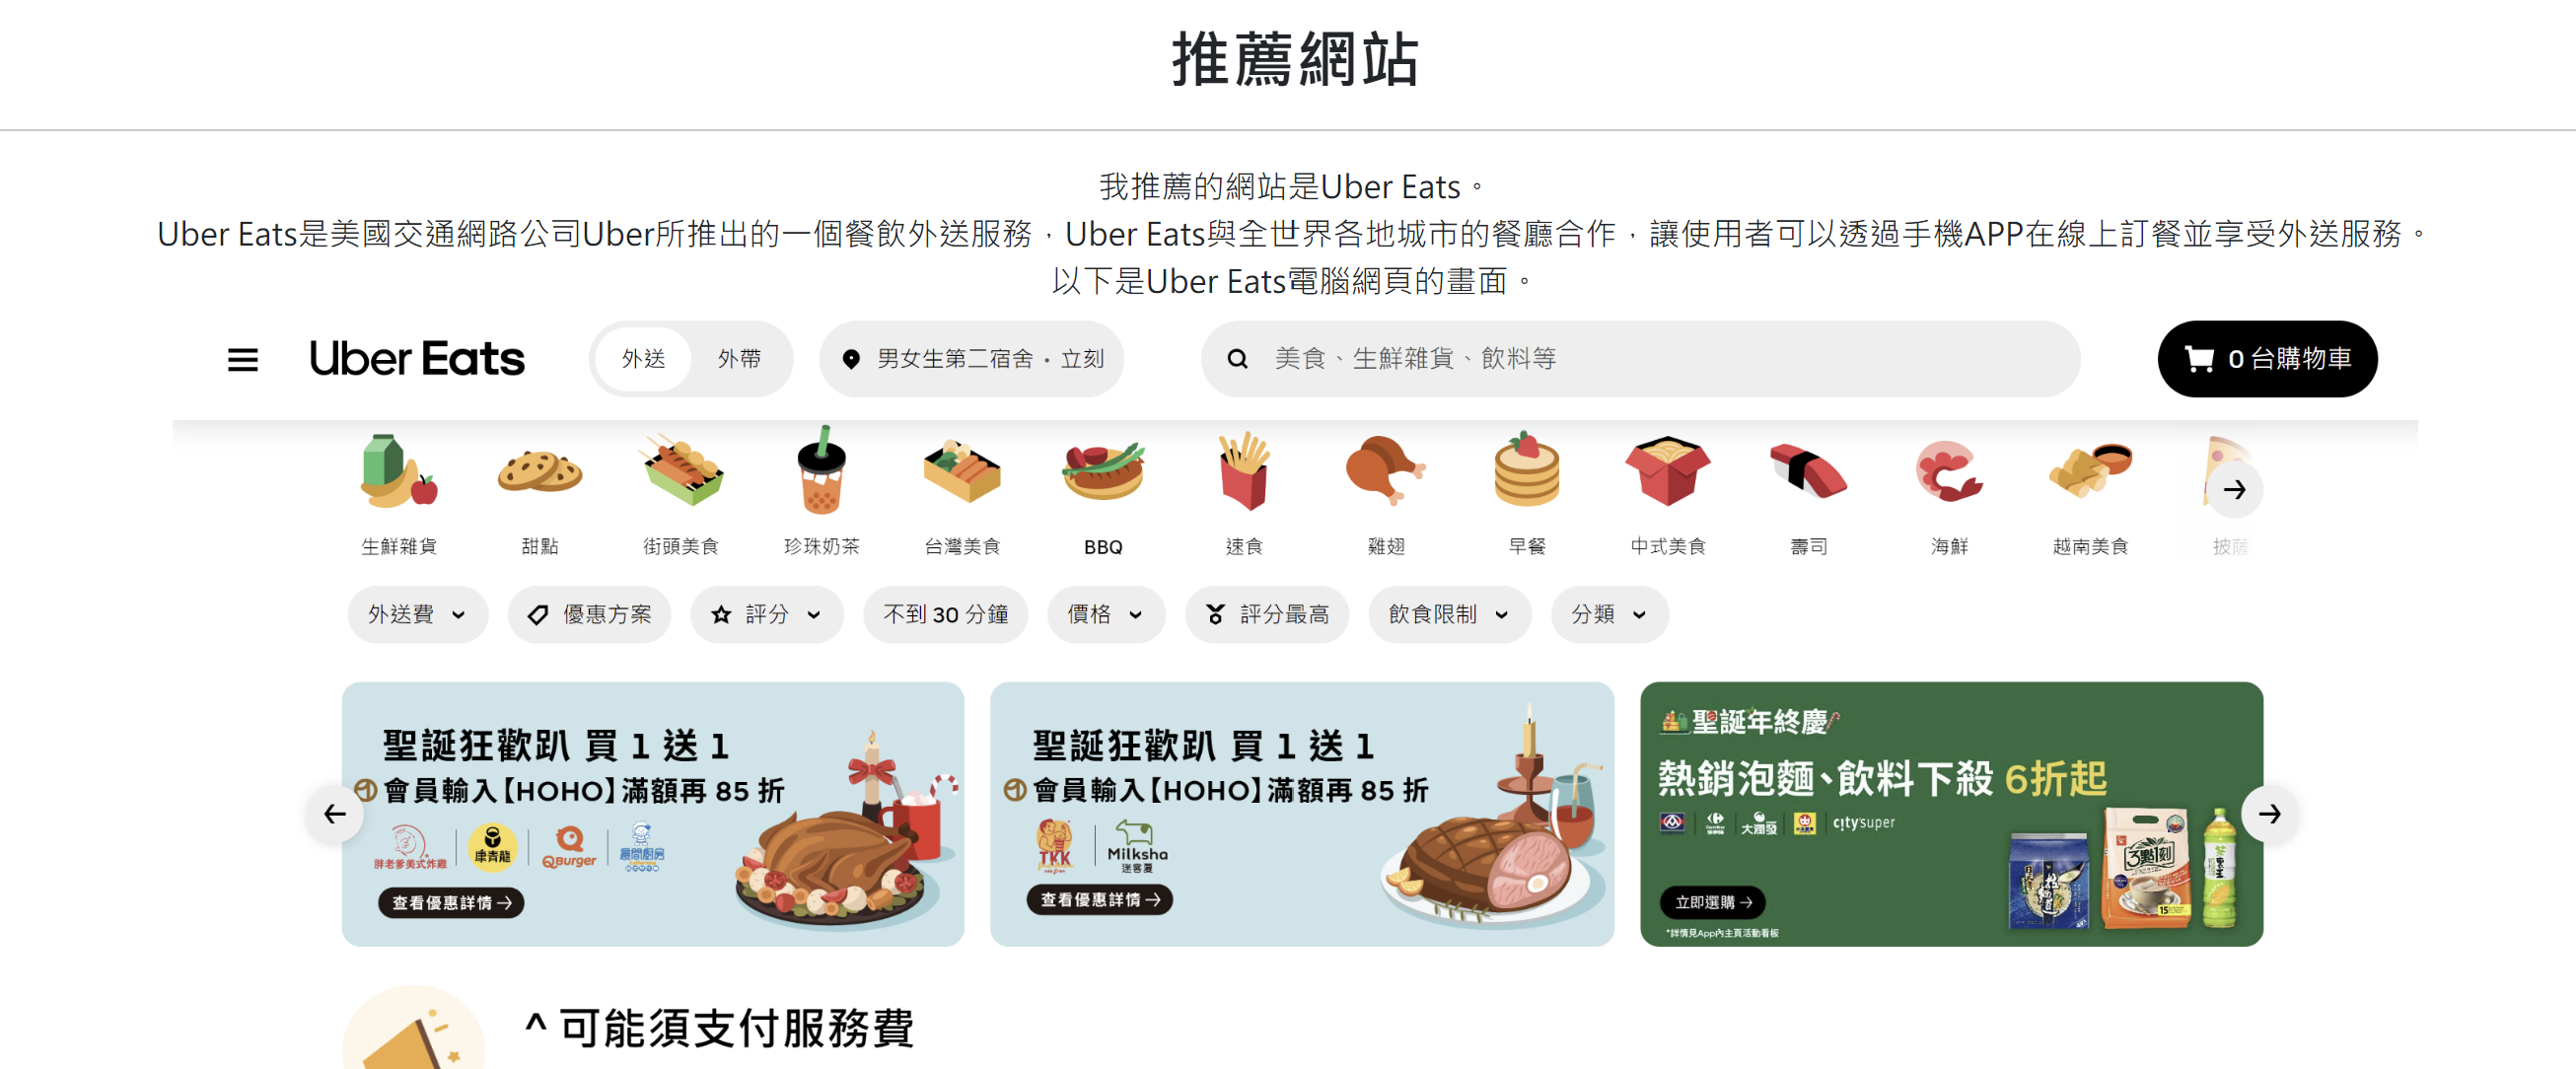 推薦網站
我推薦的網站是Uber Eats。
Uber Eats是美國交通網路公司Uber所推出的一個餐飲外送服務，Uber Eats與全世界各地城市的餐廳合作，讓使用者可以透過手機APP在線上訂餐並享受外送服務。
以下是Uber Eats電腦網頁的畫面。
Uber Eats 外送 外帶 男女生第二宿舍・立刻 美食、生鮮雜貨、飲料等 0 台購物車
生鮮雜貨 甜點 街頭美食 珍珠奶茶 台灣美食 BBQ 速食 雞翅 早餐 中式美食 壽司 海鮮 越南美食 披薩
外送費 優惠方案 評分 不到 30 分鐘 價格 評分最高 飲食限制 分類
聖誕狂歡趴 買 1 送 1
會員輸入【HOHO】滿額再 85 折
胖老爹美式炸雞 康青龍 QBurger 晨間廚房
查看優惠詳情→
聖誕狂歡趴 買 1 送 1
會員輸入【HOHO】滿額再 85 折
TKK Milksha 迷客夏
查看優惠詳情→
聖誕年終慶
熱銷泡麵、飲料下殺 6折起
大潤發 city'super
3點1刻
15
立即選購→
*詳情見App內主頁活動看板
^ 可能須支付服務費